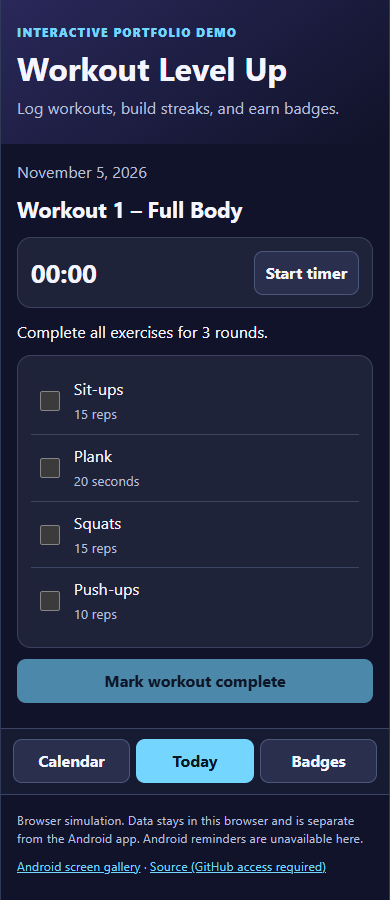 INTERACTIVE PORTFOLIO DEMO
Workout Level Up
Log workouts, build streaks, and earn badges.
November 5, 2026
Workout 1 – Full Body
00:00
Start timer
Complete all exercises for 3 rounds.
Sit-ups
15 reps
Plank
20 seconds
Squats
15 reps
Push-ups
10 reps
Mark workout complete
Calendar
Today
Badges
Browser simulation. Data stays in this browser and is separate
from the Android app. Android reminders are unavailable here.
Android screen gallery · Source (GitHub access required)